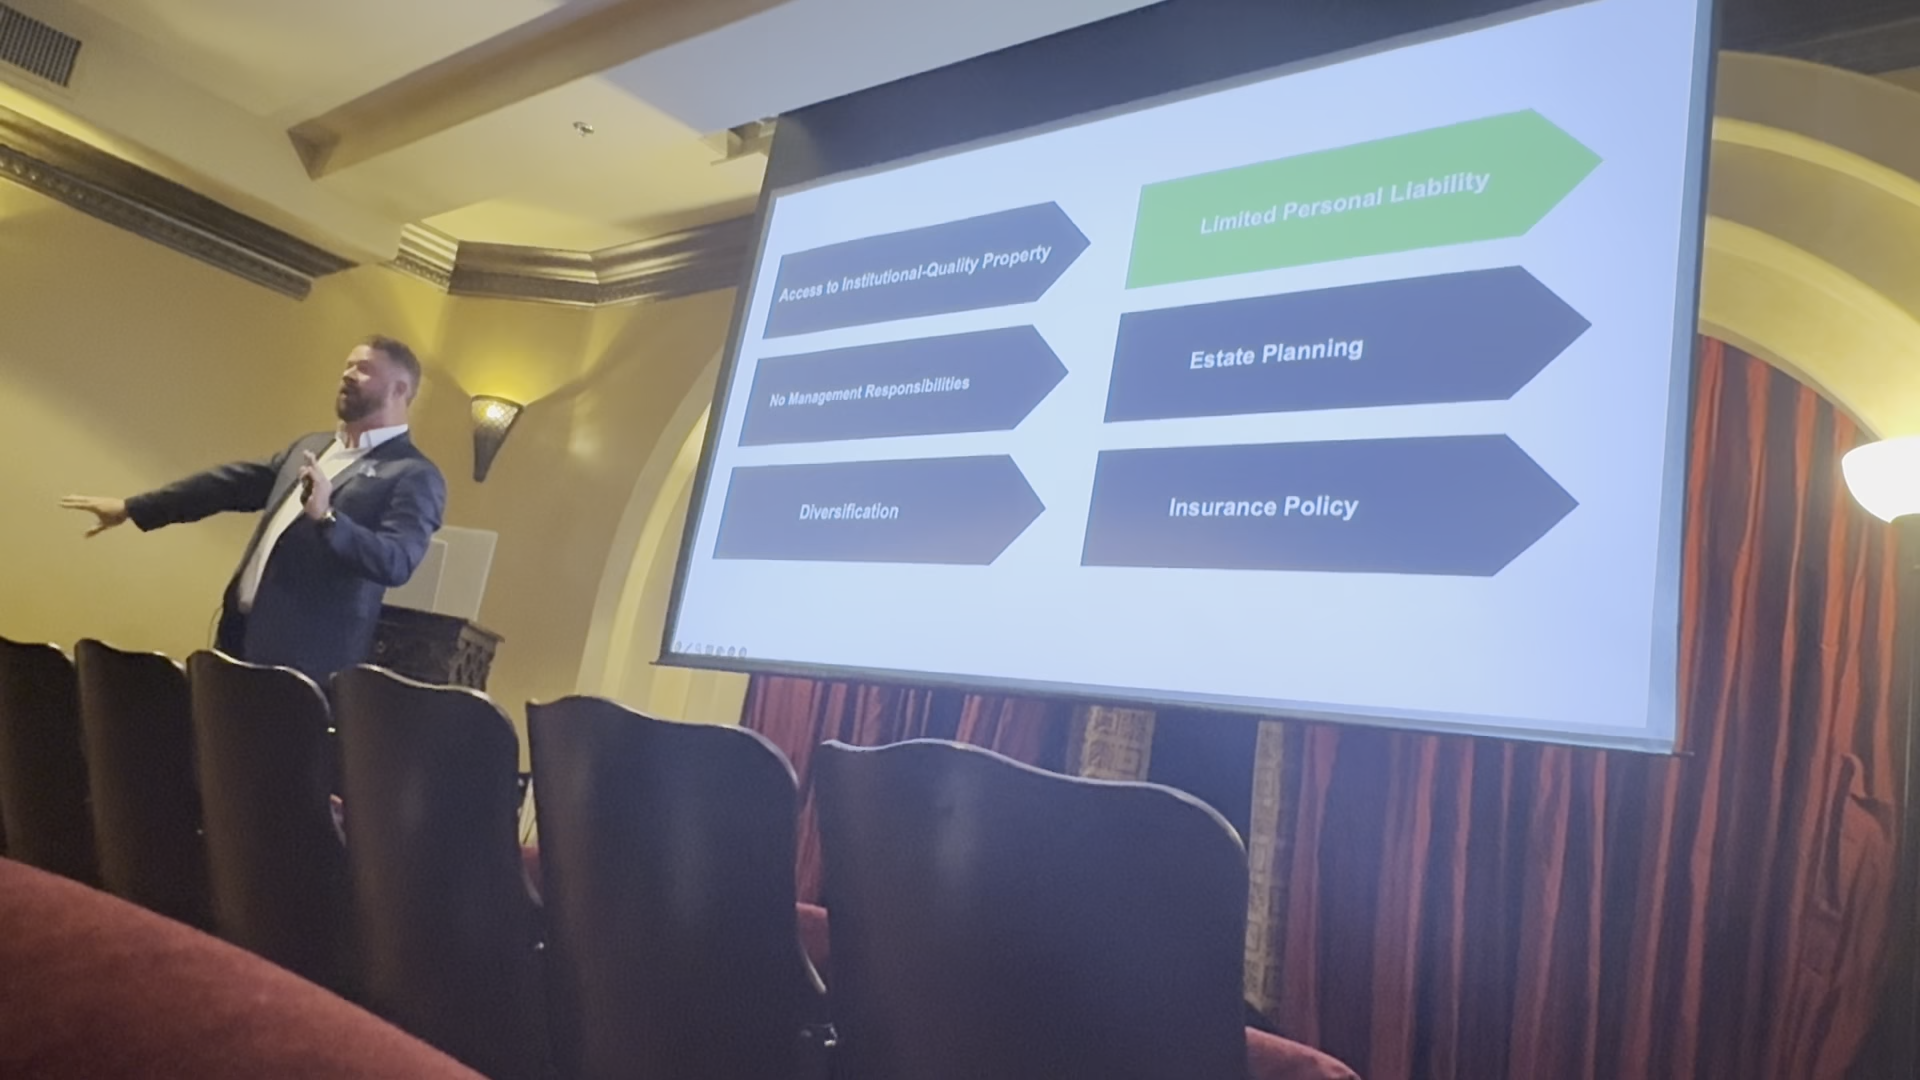 Access to Institutional-Quality Property
No Management Responsibilities
Diversification
Limited Personal Liability
Estate Planning
Insurance Policy